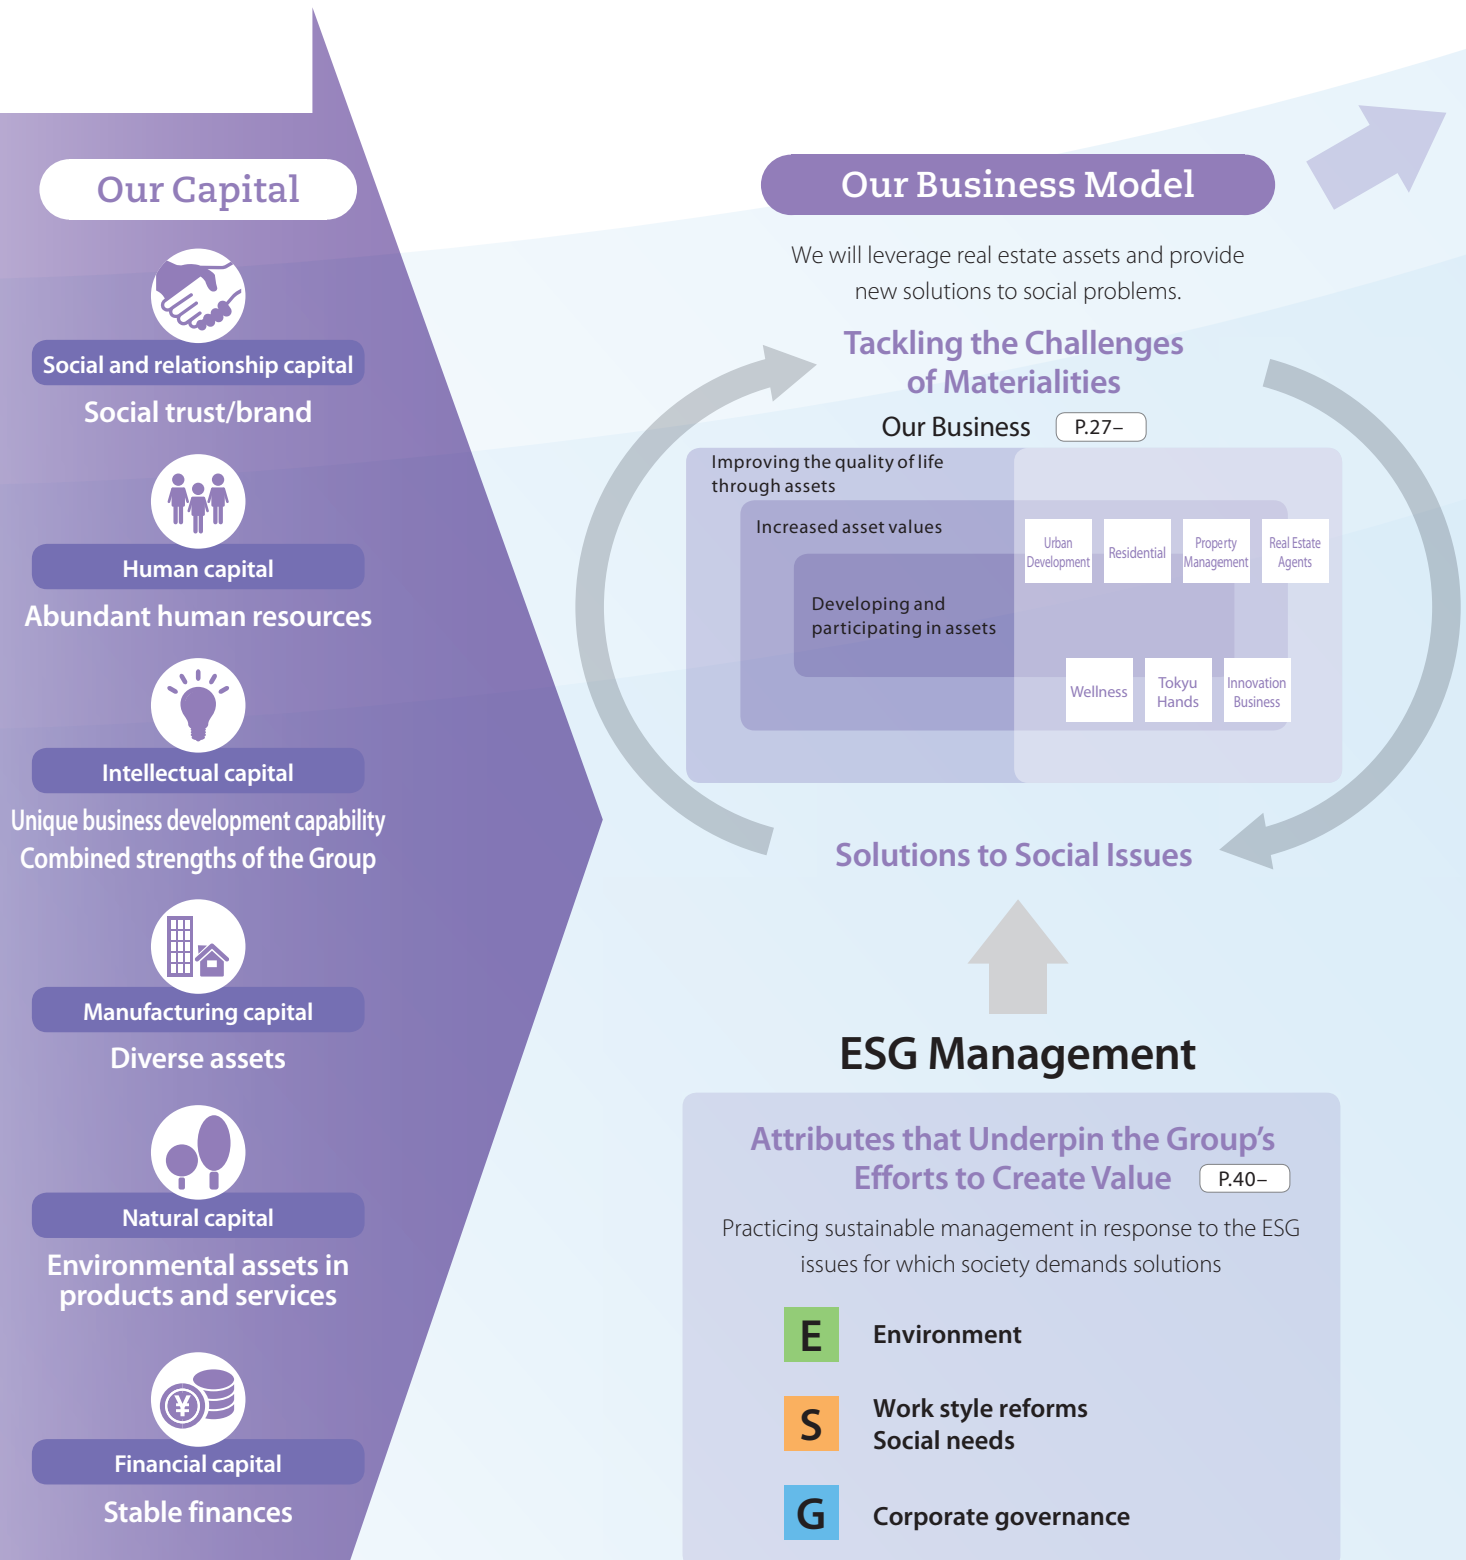 Our Capital
Social and relationship capital
Social trust/brand
Human capital
Abundant human resources
Intellectual capital
Unique business development capability
Combined strengths of the Group
Manufacturing capital
Diverse assets
Natural capital
Environmental assets in
products and services
¥
Financial capital
Stable finances
Our Business Model
We will leverage real estate assets and provide
new solutions to social problems.
Tackling the Challenges
of Materialities
Our Business P.27–
Improving the quality of life
through assets
Increased asset values
Developing and
participating in assets
Urban
Development
Residential
Property
Management
Real Estate
Agents
Wellness
Tokyu
Hands
Innovation
Business
Solutions to Social Issues
ESG Management
Attributes that Underpin the Group’s
Efforts to Create Value P.40–
Practicing sustainable management in response to the ESG
issues for which society demands solutions
E Environment
S Work style reforms
Social needs
G Corporate governance